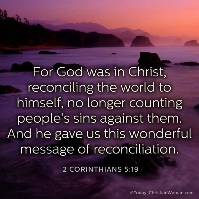 For God was in Christ,
reconciling the world to
himself, no longer counting
people's sins against them.
And he gave us this wonderful
message of reconciliation.
2 CORINTHIANS 5:19